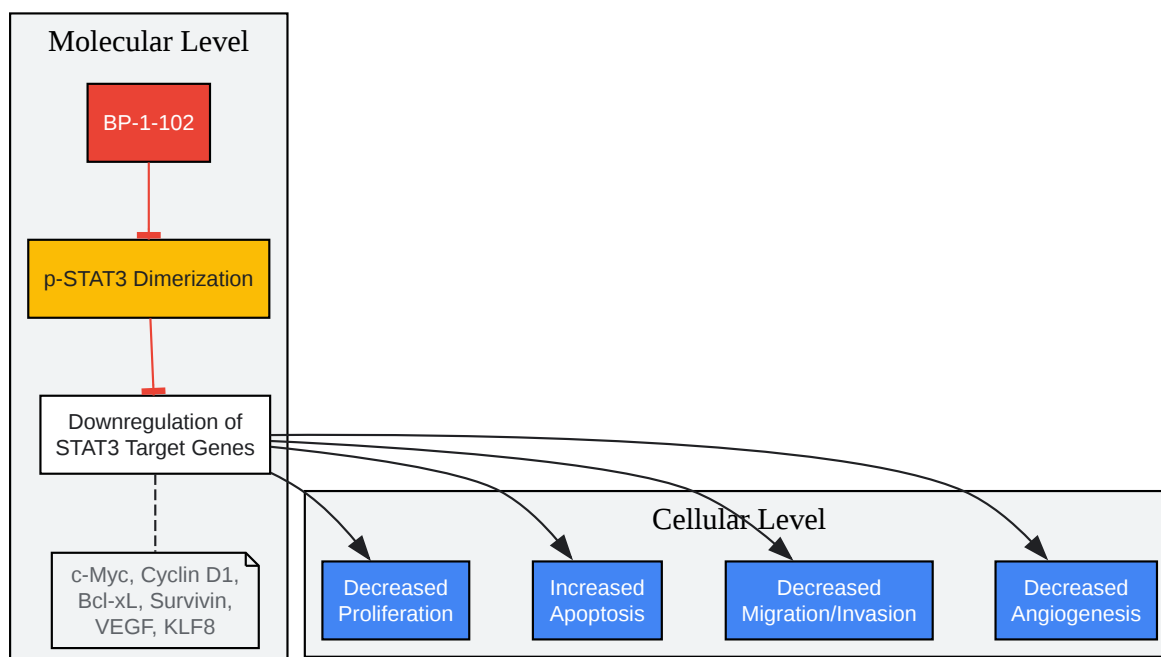 Molecular Level
BP-1-102
p-STAT3 Dimerization
Downregulation of
STAT3 Target Genes
c-Myc, Cyclin D1,
Bcl-xL, Survivin,
VEGF, KLF8
Cellular Level
Decreased
Proliferation
Increased
Apoptosis
Decreased
Migration/Invasion
Decreased
Angiogenesis